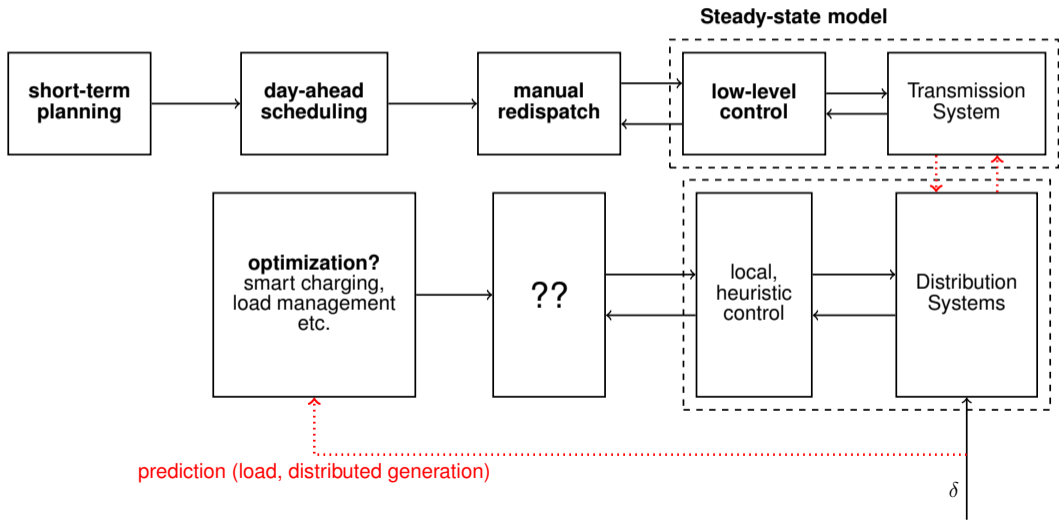 Steady-state model
short-term
planning
day-ahead
scheduling
manual
redispatch
low-level
control
Transmission
System
optimization?
smart charging,
load management
etc.
??
local,
heuristic
control
Distribution
Systems
prediction (load, distributed generation)
δ